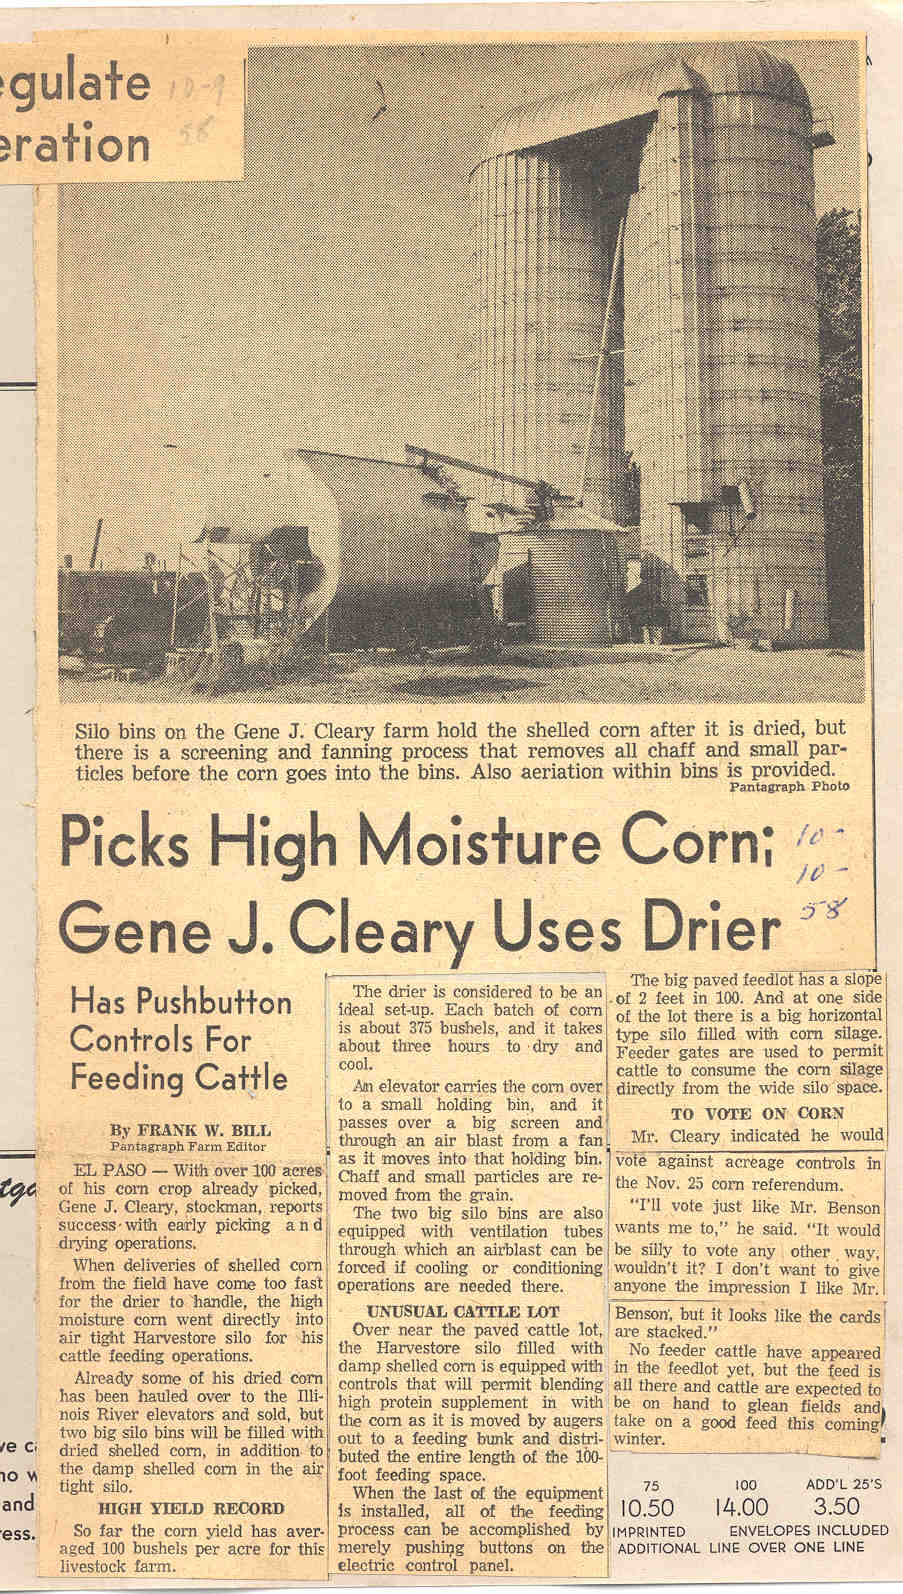 egulate
eration
10-9
58
Silo bins on the Gene J. Cleary farm hold the shelled corn after it is dried, but
there is a screening and fanning process that removes all chaff and small par-
ticles before the corn goes into the bins. Also aeriation within bins is provided.
Pantagraph Photo
Picks High Moisture Corn;
Gene J. Cleary Uses Drier
10-
10-
58
Has Pushbutton
Controls For
Feeding Cattle
By FRANK W. BILL
Pantagraph Farm Editor
EL PASO — With over 100 acres
of his corn crop already picked,
Gene J. Cleary, stockman, reports
success with early picking and
drying operations.
When deliveries of shelled corn
from the field have come too fast
for the drier to handle, the high
moisture corn went directly into
air tight Harvestore silo for his
cattle feeding operations.
Already some of his dried corn
has been hauled over to the Illi-
nois River elevators and sold, but
two big silo bins will be filled with
dried shelled corn, in addition to
the damp shelled corn in the air
tight silo.
HIGH YIELD RECORD
So far the corn yield has aver-
aged 100 bushels per acre for this
livestock farm.
The drier is considered to be an
ideal set-up. Each batch of corn
is about 375 bushels, and it takes
about three hours to dry and
cool.
An elevator carries the corn over
to a small holding bin, and it
passes over a big screen and
through an air blast from a fan
as it moves into that holding bin.
Chaff and small particles are re-
moved from the grain.
The two big silo bins are also
equipped with ventilation tubes
through which an airblast can be
forced if cooling or conditioning
operations are needed there.
UNUSUAL CATTLE LOT
Over near the paved cattle lot,
the Harvestore silo filled with
damp shelled corn is equipped with
controls that will permit blending
high protein supplement in with
the corn as it is moved by augers
out to a feeding bunk and distri-
buted the entire length of the 100-
foot feeding space.
When the last of the equipment
is installed, all of the feeding
process can be accomplished by
merely pushing buttons on the
electric control panel.
The big paved feedlot has a slope
of 2 feet in 100. And at one side
of the lot there is a big horizontal
type silo filled with corn silage.
Feeder gates are used to permit
cattle to consume the corn silage
directly from the wide silo space.
TO VOTE ON CORN
Mr. Cleary indicated he would
vote against acreage controls in
the Nov. 25 corn referendum.
"I'll vote just like Mr. Benson
wants me to," he said. "It would
be silly to vote any other way,
wouldn't it? I don't want to give
anyone the impression I like Mr.
Benson, but it looks like the cards
are stacked."
No feeder cattle have appeared
in the feedlot yet, but the feed is
all there and cattle are expected to
be on hand to glean fields and
take on a good feed this coming
winter.
75 100 ADD'L 25'S
10.50 14.00 3.50
IMPRINTED ENVELOPES INCLUDED
ADDITIONAL LINE OVER ONE LINE
and
ess.